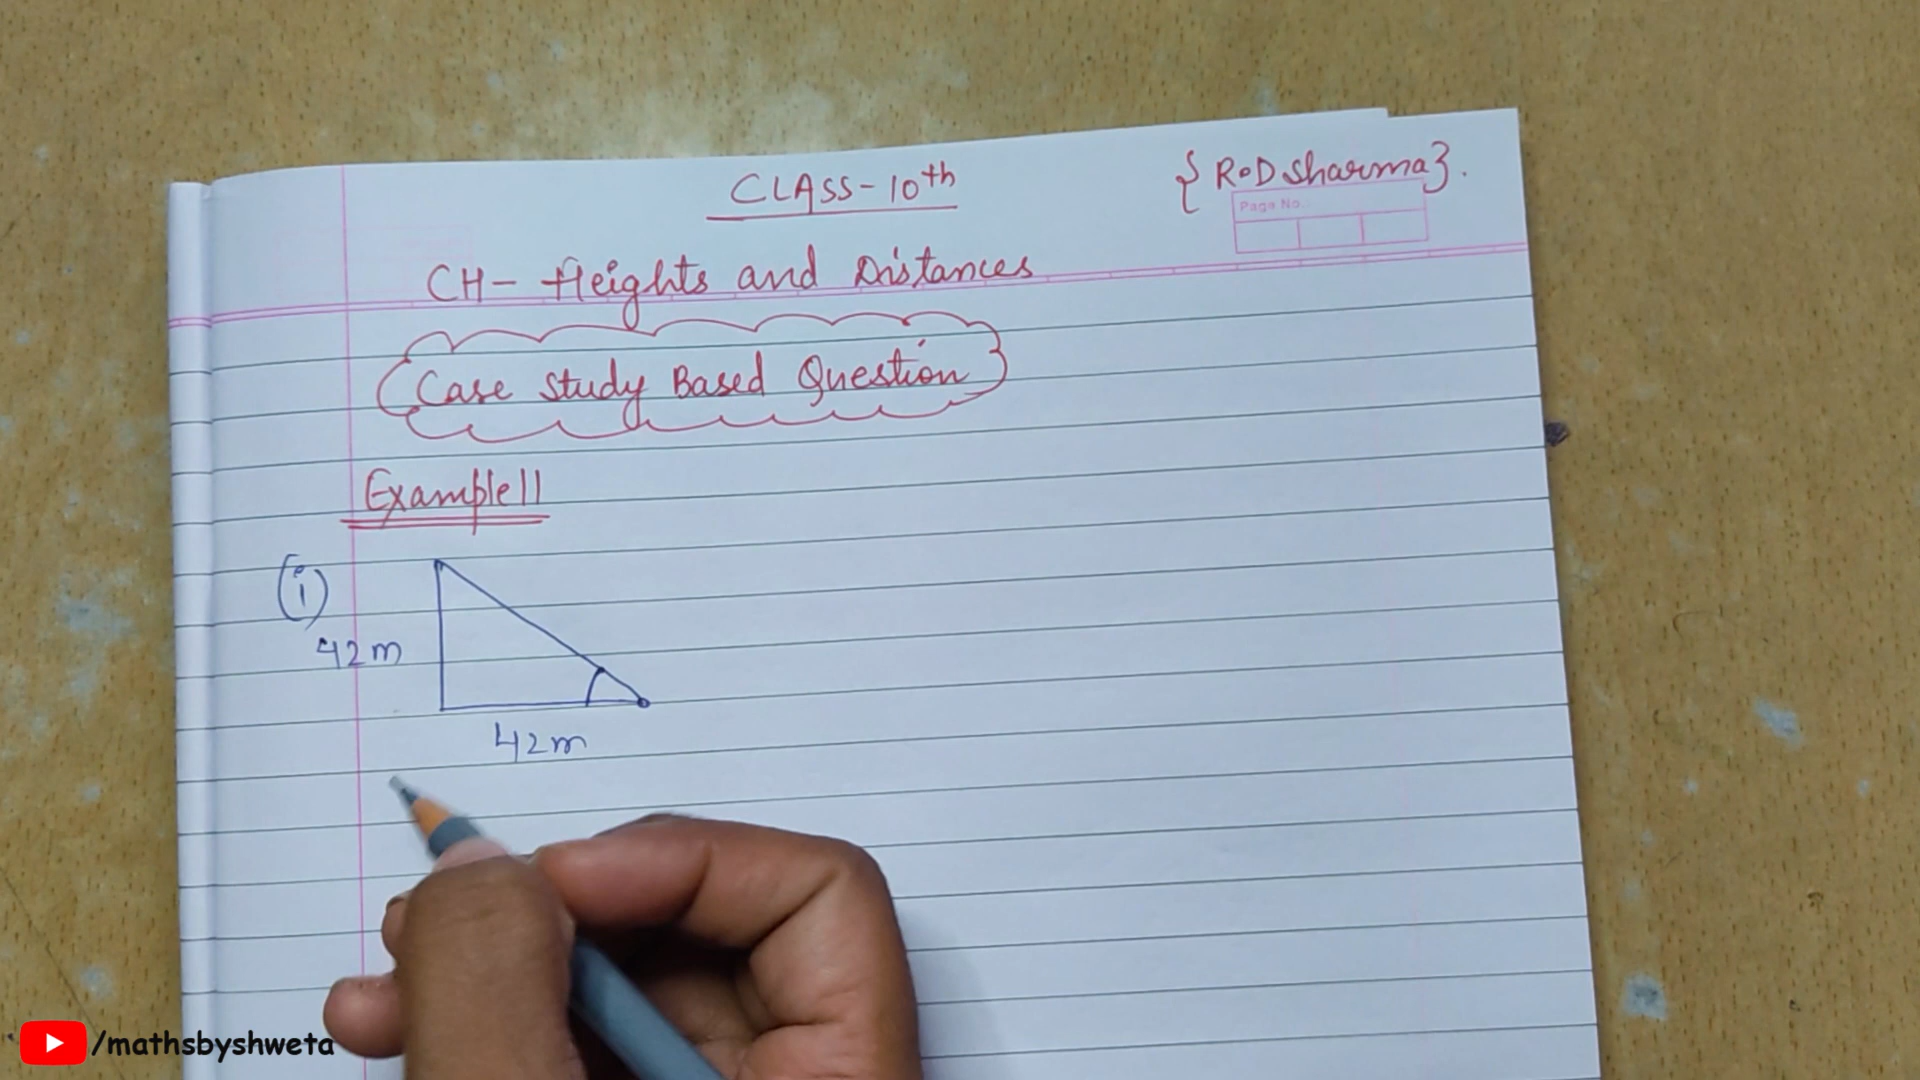 CLASS-10th
{R.D Sharma}.
Page No.
CH- Heights and Distances
Case Study Based Question
Example 11
(i)
42m
42m
/mathsbyshweta